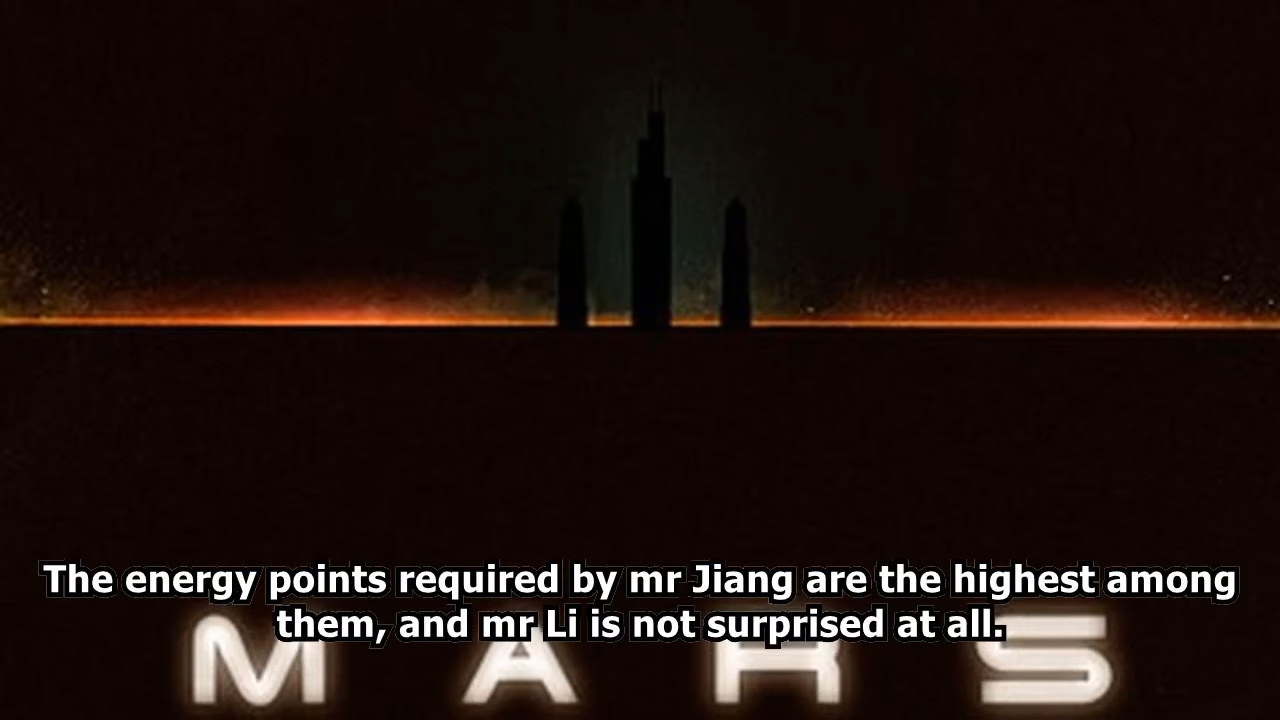 The energy points required by mr Jiang are the highest among
them, and mr Li is not surprised at all.
MARS